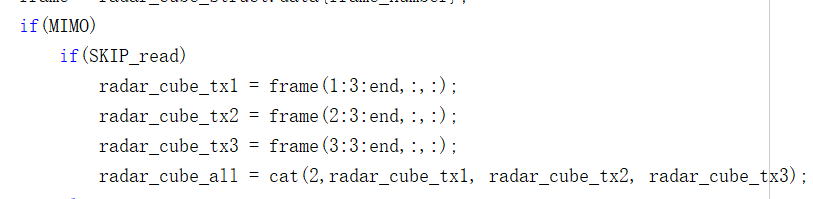 frame = radar_cube_struct.data{frame_number};
if(MIMO)
if(SKIP_read)
radar_cube_tx1 = frame(1:3:end,:,:);
radar_cube_tx2 = frame(2:3:end,:,:);
radar_cube_tx3 = frame(3:3:end,:,:);
radar_cube_all = cat(2,radar_cube_tx1, radar_cube_tx2, radar_cube_tx3);